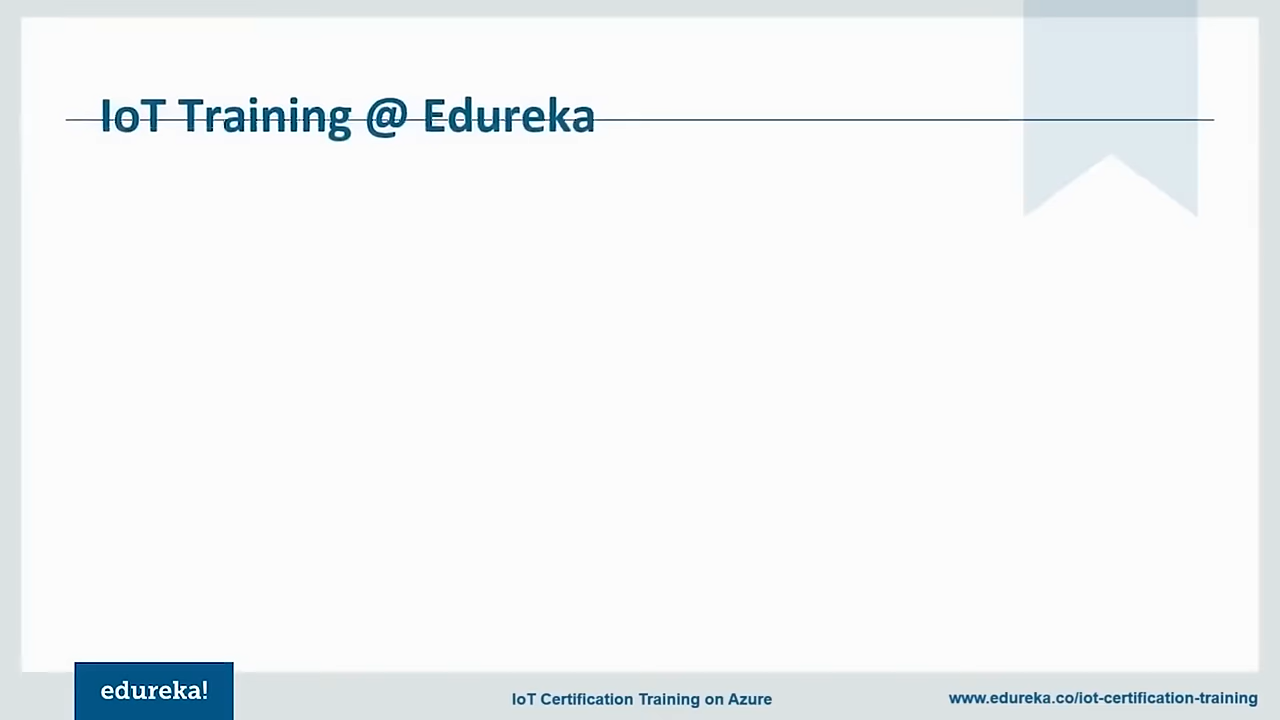 IoT Training @ Edureka
edureka!
IoT Certification Training on Azure
www.edureka.co/iot-certification-training